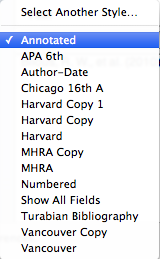 Select Another Style...
✓ Annotated
APA 6th
Author-Date
Chicago 16th A
Harvard Copy 1
Harvard Copy
Harvard
MHRA Copy
MHRA
Numbered
Show All Fields
Turabian Bibliography
Vancouver Copy
Vancouver